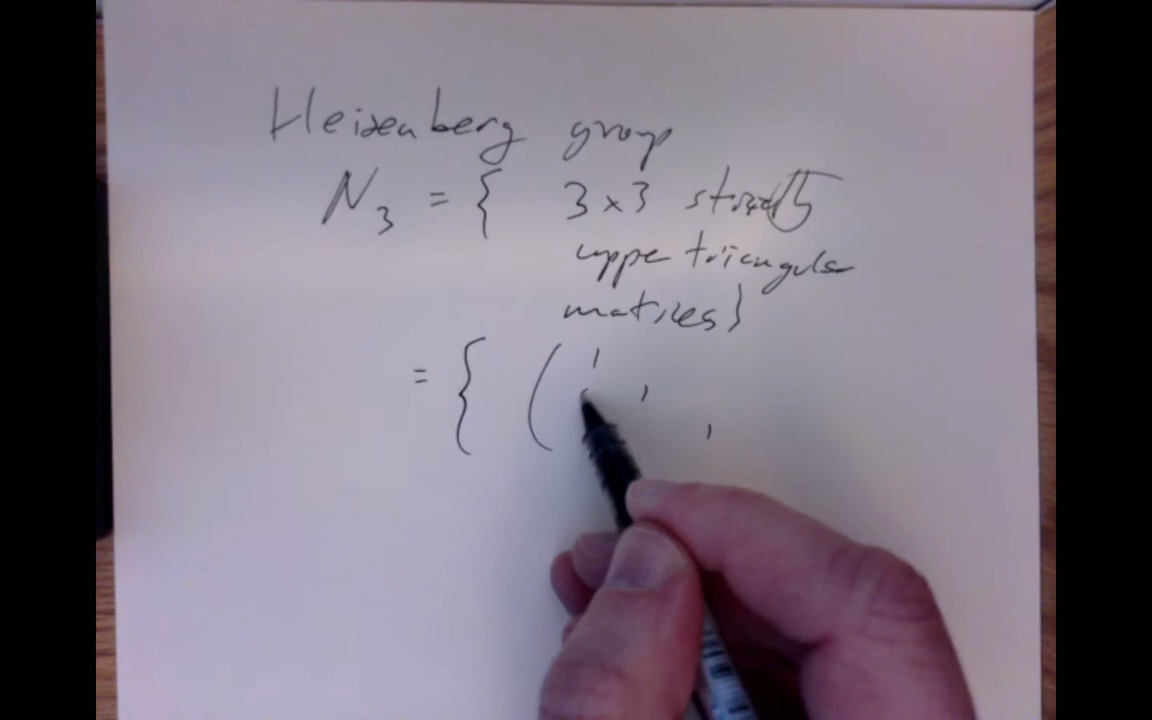 Heisenberg group
N₃ = { 3×3 strictly
upper triangular
matrices}
= { ( 1
1
1